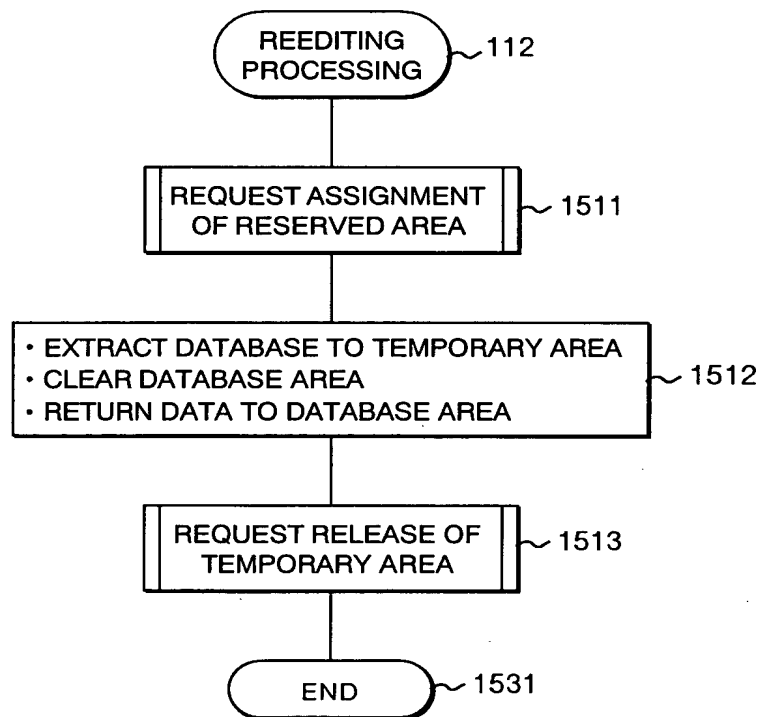 REEDITING
PROCESSING
112
REQUEST ASSIGNMENT
OF RESERVED AREA
1511
• EXTRACT DATABASE TO TEMPORARY AREA
• CLEAR DATABASE AREA
• RETURN DATA TO DATABASE AREA
1512
REQUEST RELEASE OF
TEMPORARY AREA
1513
END
1531